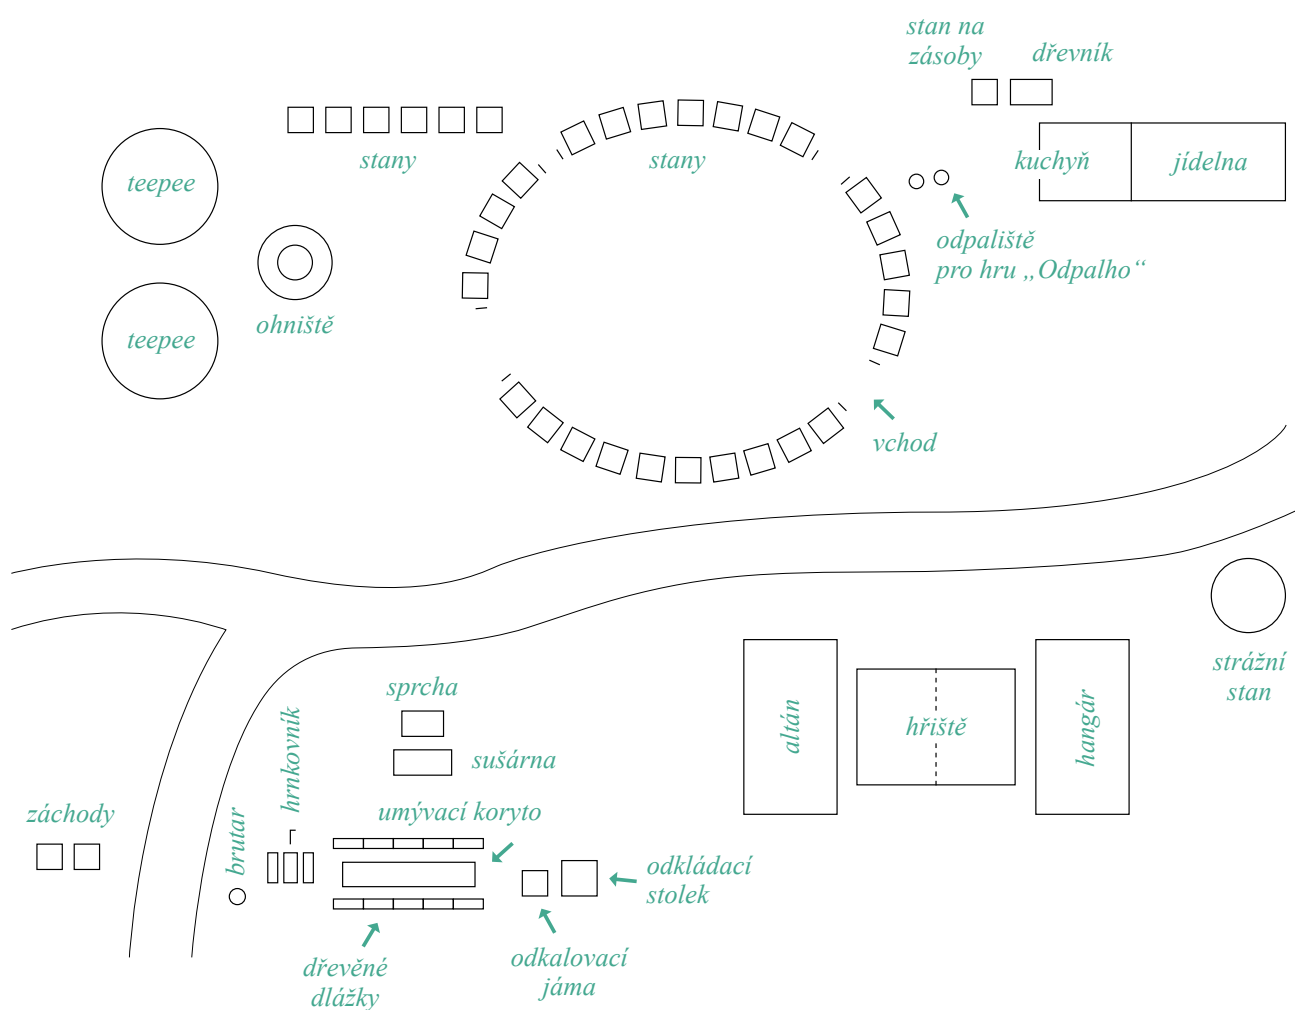 stan na
zásoby
dřevník
stany
stany
kuchyň
jídelna
teepee
odpaliště
pro hru „Odpalho“
ohniště
teepee
vchod
strážní
stan
sprcha
altán
hřiště
hangár
hrnkovník
sušárna
umývací koryto
záchody
brutar
odkládací
stolek
dřevěné
dlážky
odkalovací
jáma